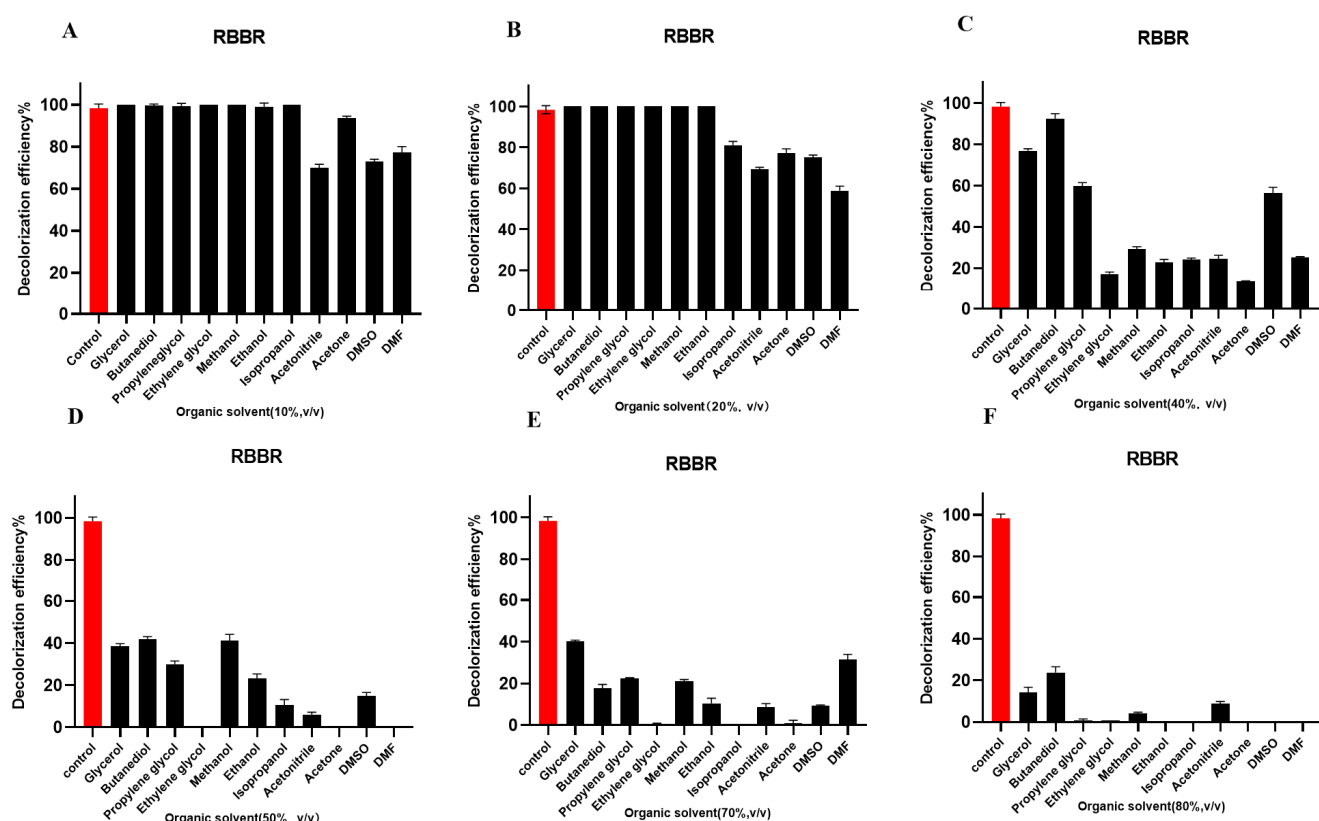 A
RBBR
Decolorization efficiency%
100
80
60
40
20
0
Control
Glycerol
Butanediol
Propyleneglycol
Ethylene glycol
Methanol
Ethanol
Isopropanol
Acetonitrile
Acetone
DMSO
DMF
Organic solvent(10%,v/v)
B
RBBR
Decolorization efficiency%
100
80
60
40
20
0
control
Glycerol
Butanediol
Propylene glycol
Ethylene glycol
Methanol
Ethanol
Isopropanol
Acetonitrile
Acetone
DMSO
DMF
Organic solvent(20%, v/v)
C
RBBR
Decolorization efficiency%
100
80
60
40
20
0
control
Glycerol
Butanediol
Propylene glycol
Ethylene glycol
Methanol
Ethanol
Isopropanol
Acetonitrile
Acetone
DMSO
DMF
Organic solvent(40%, v/v)
D
RBBR
Decolorization efficiency%
100
80
60
40
20
0
control
Glycerol
Butanediol
Propylene glycol
Ethylene glycol
Methanol
Ethanol
Isopropanol
Acetonitrile
Acetone
DMSO
DMF
Organic solvent(50%, v/v)
E
RBBR
Decolorization efficiency%
100
80
60
40
20
0
control
Glycerol
Butanediol
Propylene glycol
Ethylene glycol
Methanol
Ethanol
Isopropanol
Acetonitrile
Acetone
DMSO
DMF
Organic solvent(70%,v/v)
F
RBBR
Decolorization efficiency%
100
80
60
40
20
0
control
Glycerol
Butanediol
Propylene glycol
Ethylene glycol
Methanol
Ethanol
Isopropanol
Acetonitrile
Acetone
DMSO
DMF
Organic solvent(80%,v/v)